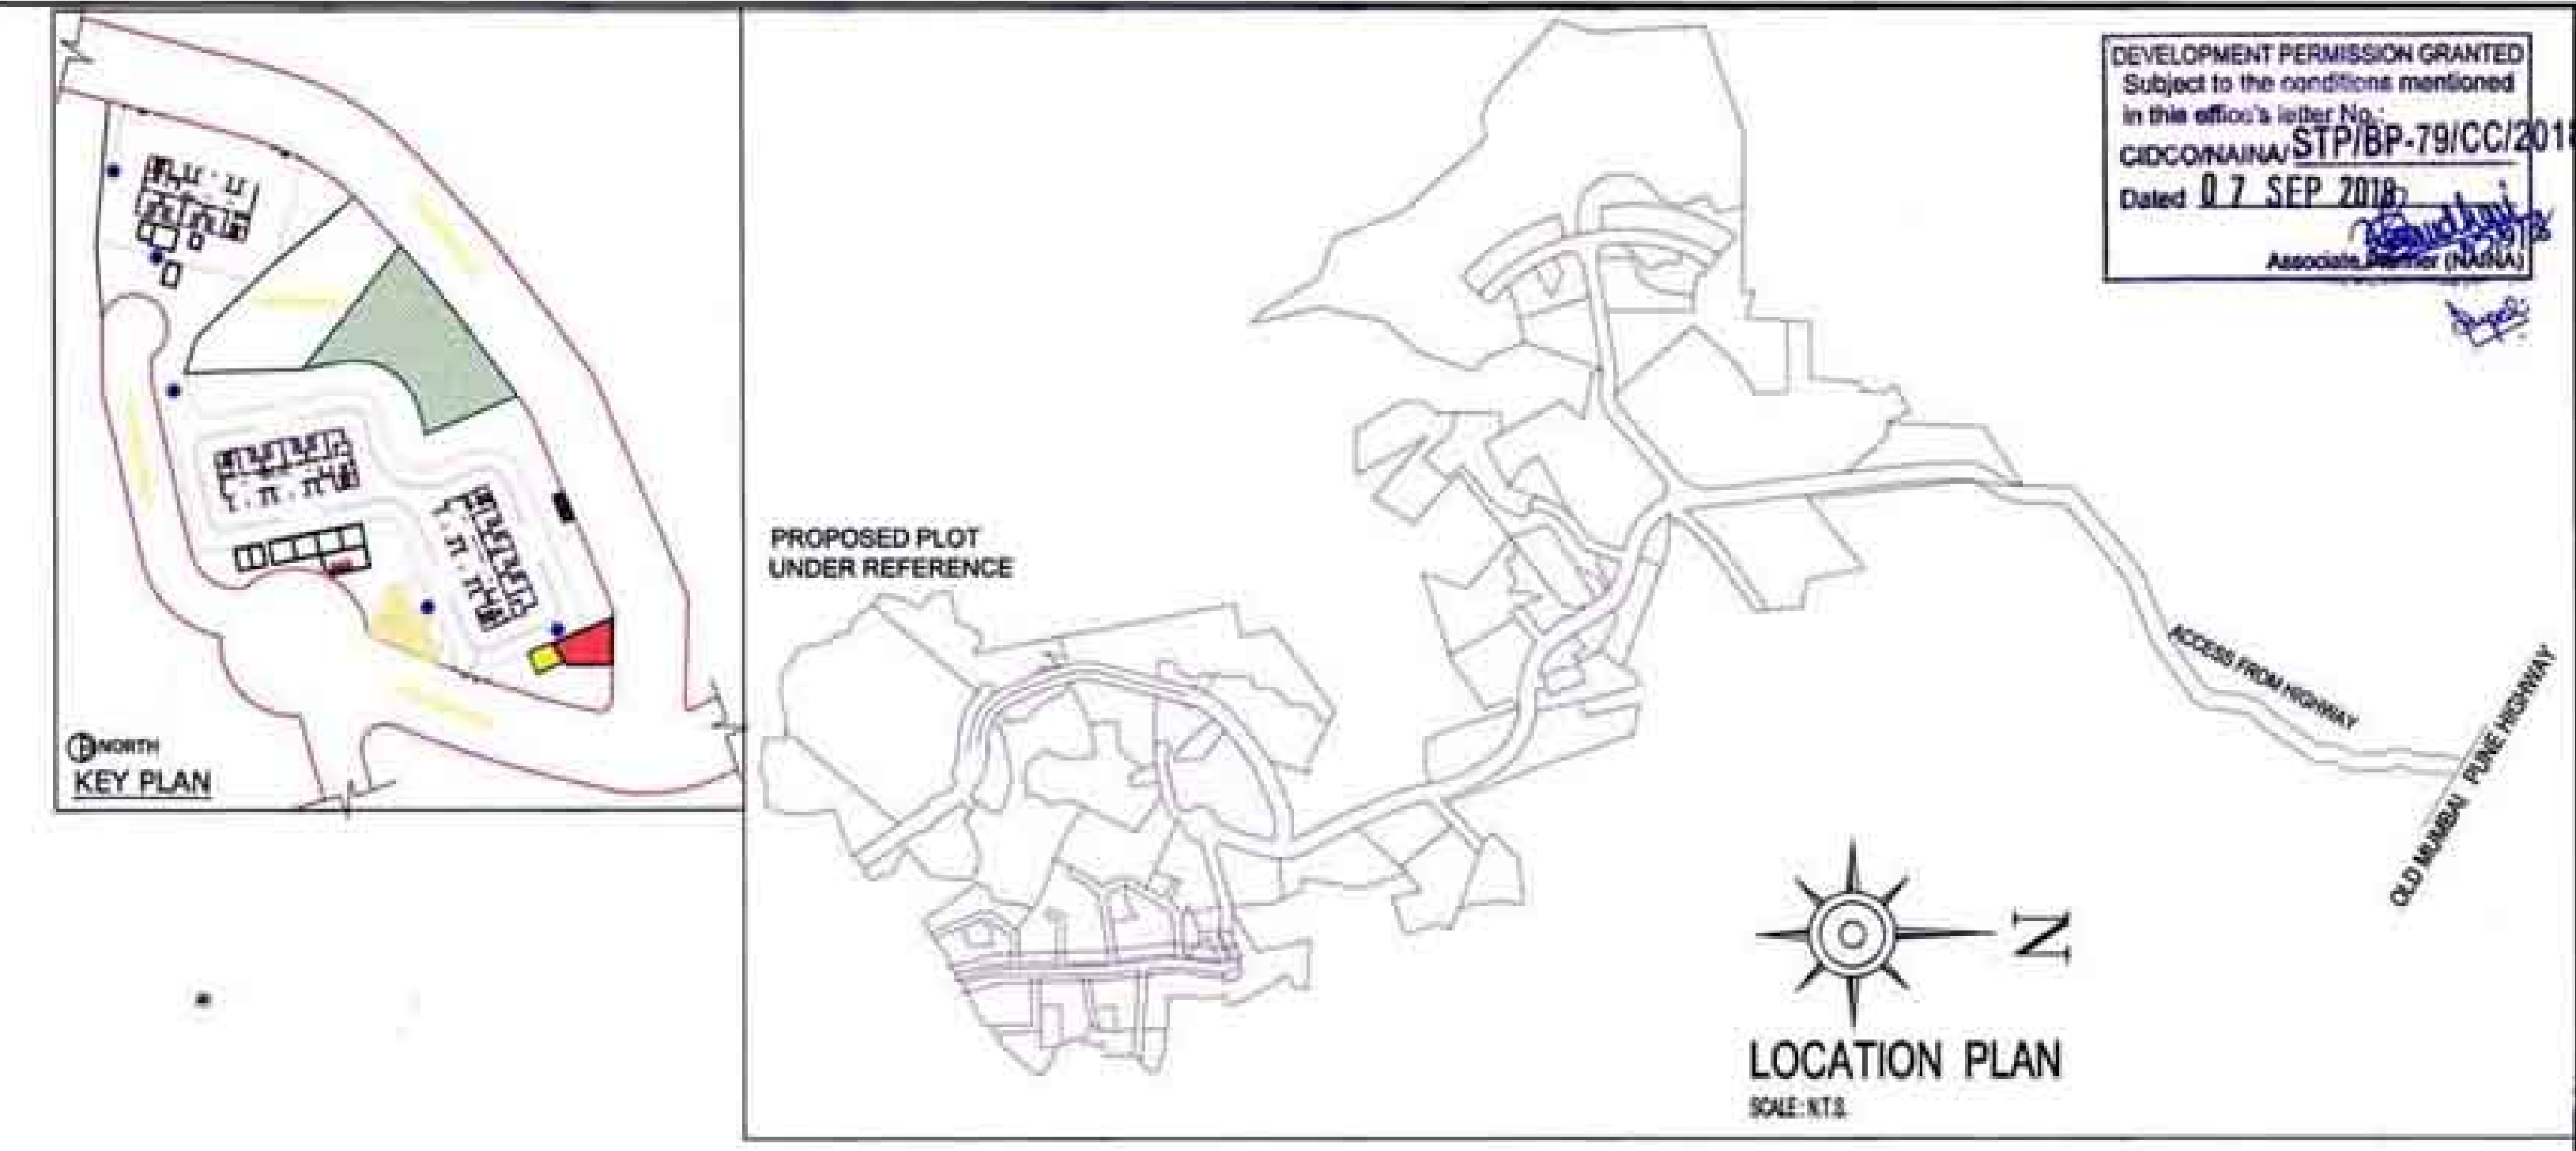 DEVELOPMENT PERMISSION GRANTED
Subject to the conditions mentioned
in this office's letter No.:
CIDCO/NAINA/ STP/BP-79/CC/201
Dated 07 SEP 2018
Associate Planner (NAINA)
PROPOSED PLOT
UNDER REFERENCE
NORTH
KEY PLAN
ACCESS FROM HIGHWAY
OLD MUMBAI PUNE HIGHWAY
N
LOCATION PLAN
SCALE: N.T.S.